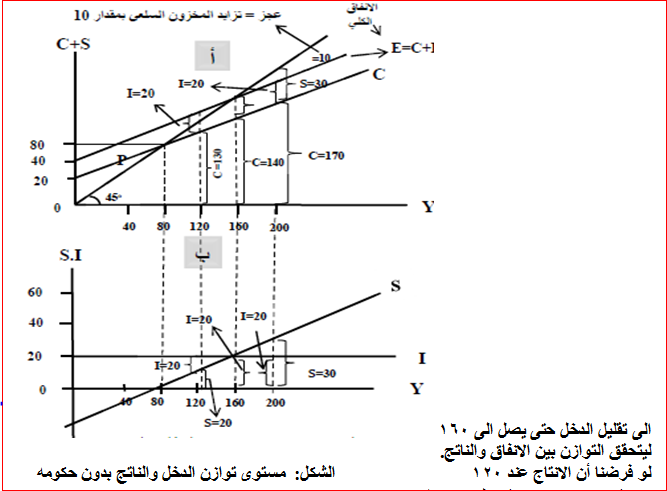 عجز = تزايد المخزون السلعي بمقدار 10
الانفاق
الكلي
C+S
أ
=10
E=C+I
I=20
I=20
S=30
C
80
40
20
0
P
45°
C=130
C=140
C=170
Y
40 80 120 160 200
S.I
ب
60
40
20
0
S
I=20
I=20
I=20
I
S=30
Y
40 80 120 160 200
S=20
الى تقليل الدخل حتى يصل الى ١٦٠
ليتحقق التوازن بين الانفاق والناتج.
لو فرضنا أن الانتاج عند ١٢٠
الشكل: مستوى توازن الدخل والناتج بدون حكومه